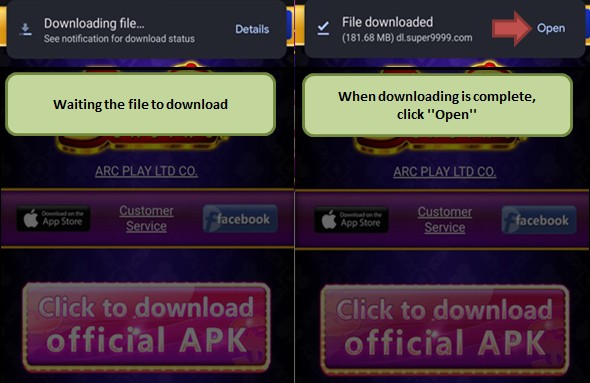 Downloading file...
See notification for download status
Details
Waiting the file to download
ARC PLAY LTD CO.
Download on the
App Store
Customer
Service
facebook
Click to download
official APK
File downloaded
(181.68 MB) dl.super9999.com
Open
When downloading is complete,
click "Open"
ARC PLAY LTD CO.
Download on the
App Store
Customer
Service
facebook
Click to download
official APK